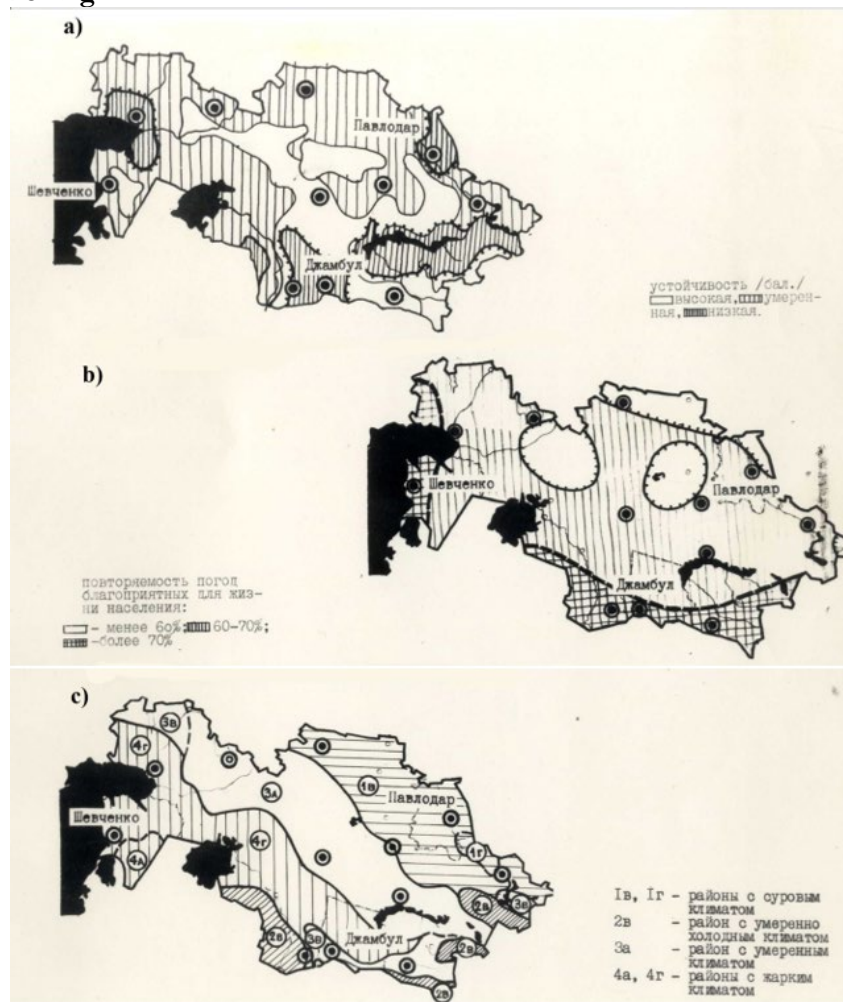 a)
Павлодар
Шевченко
Джамбул
устойчивость /бал./
высокая, умерен-
ная, низкая.
b)
Шевченко
Павлодар
Джамбул
повторяемость погод
благоприятных для жиз-
ни населения:
- менее 60%; 60-70%;
-более 70%
c)
3в
4г
3А
1в
Павлодар
Шевченко
4г
1г
4А
2а
3в
2в
3в
Джамбул
2в
2в
Iв, Iг - районы с суровым
климатом
2в - район с умеренно
холодным климатом
3а - район с умеренным
климатом
4а, 4г - районы с жарким
климатом